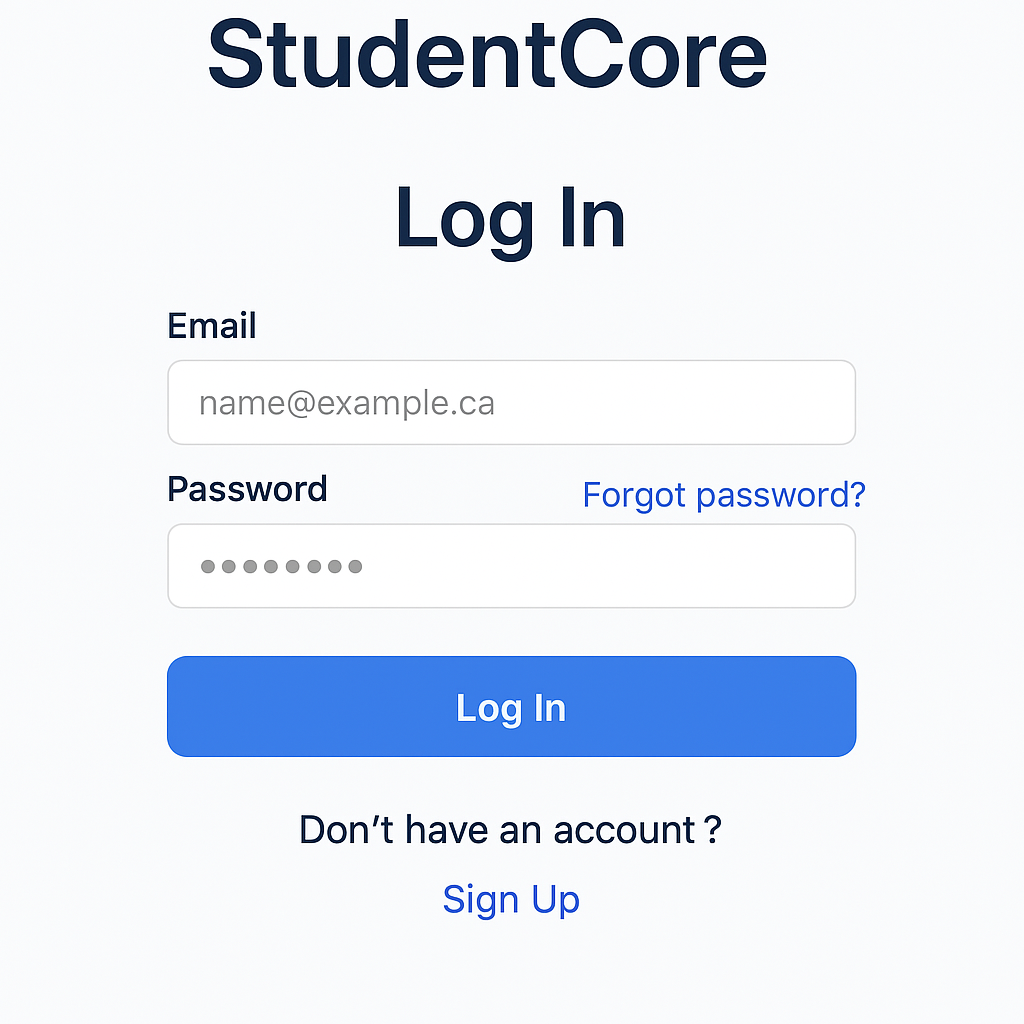 StudentCore
Log In
Email
name@example.ca
Password Forgot password?
••••••••
Log In
Don’t have an account ?
Sign Up